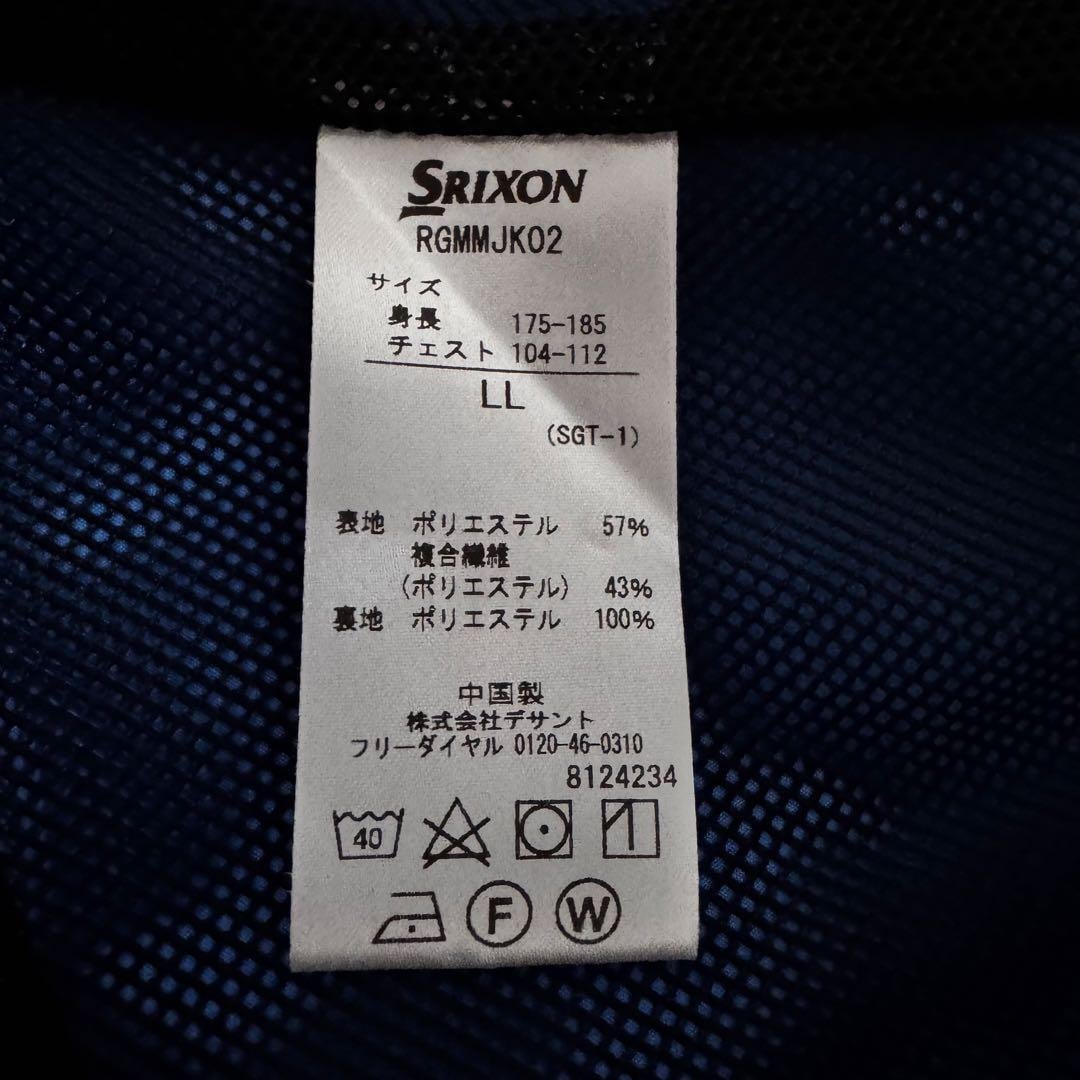 SRIXON
RGMMJK02
サイズ
身長 175-185
チェスト 104-112
LL
(SGT-1)
表地 ポリエステル 57%
複合繊維
(ポリエステル) 43%
裏地 ポリエステル 100%
中国製
株式会社デサント
フリーダイヤル 0120-46-0310
8124234
40
F W